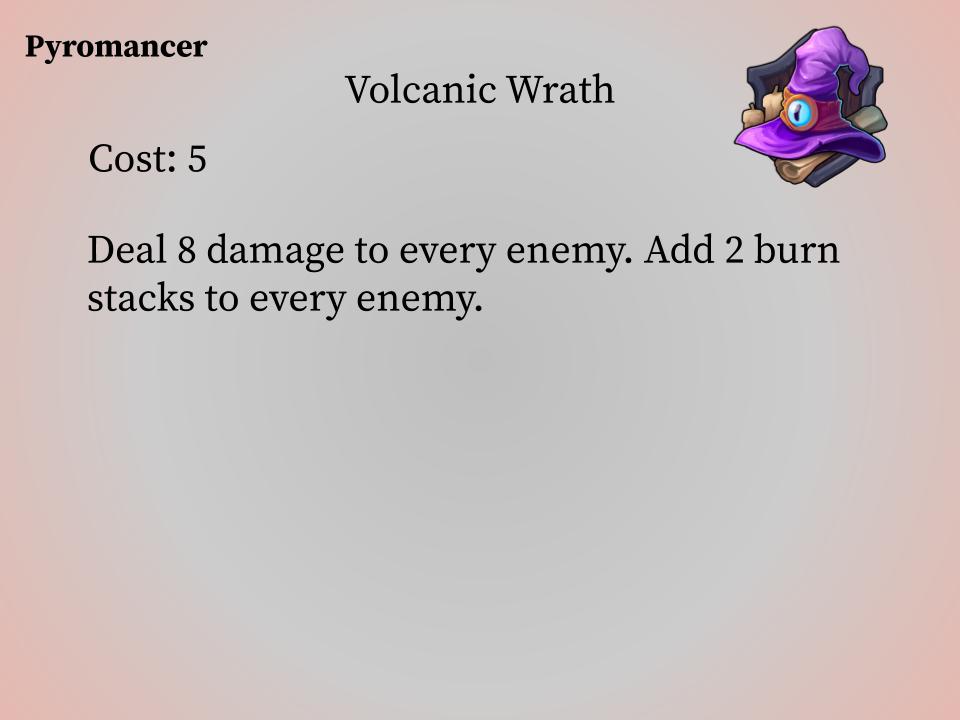 Pyromancer
Volcanic Wrath
Cost: 5
Deal 8 damage to every enemy. Add 2 burn
stacks to every enemy.